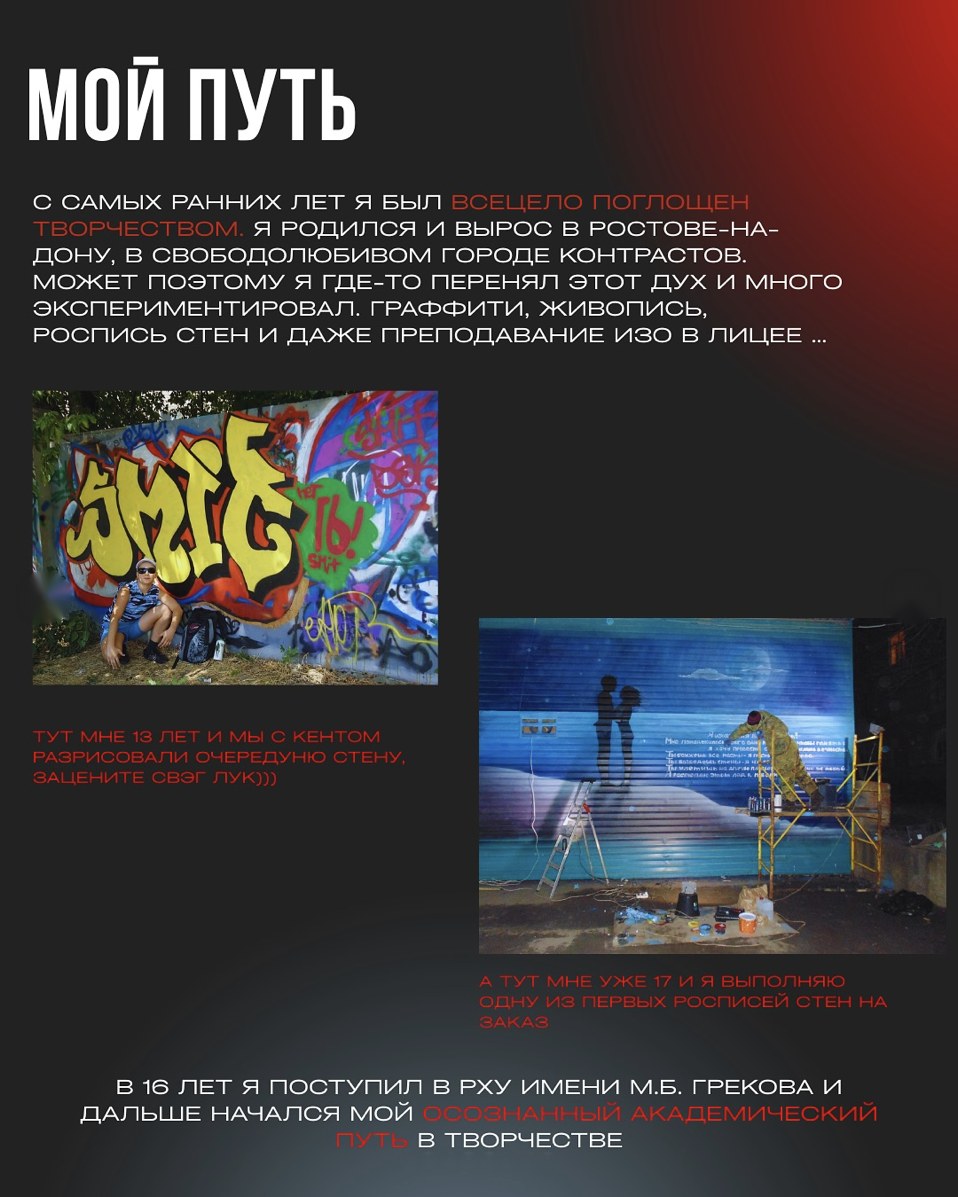 МОЙ ПУТЬ
С САМЫХ РАННИХ ЛЕТ Я БЫЛ ВСЕЦЕЛО ПОГЛОЩЕН
ТВОРЧЕСТВОМ. Я РОДИЛСЯ И ВЫРОС В РОСТОВЕ-НА-
ДОНУ, В СВОБОДОЛЮБИВОМ ГОРОДЕ КОНТРАСТОВ.
МОЖЕТ ПОЭТОМУ Я ГДЕ-ТО ПЕРЕНЯЛ ЭТОТ ДУХ И МНОГО
ЭКСПЕРИМЕНТИРОВАЛ. ГРАФФИТИ, ЖИВОПИСЬ,
РОСПИСЬ СТЕН И ДАЖЕ ПРЕПОДАВАНИЕ ИЗО В ЛИЦЕЕ ...
SMIT
SMIT
ТУТ МНЕ 13 ЛЕТ И МЫ С КЕНТОМ
РАЗРИСОВАЛИ ОЧЕРЕДУНЮ СТЕНУ,
ЗАЦЕНИТЕ СВЭГ ЛУК)))
А ТУТ МНЕ УЖЕ 17 И Я ВЫПОЛНЯЮ
ОДНУ ИЗ ПЕРВЫХ РОСПИСЕЙ СТЕН НА
ЗАКАЗ
В 16 ЛЕТ Я ПОСТУПИЛ В РХУ ИМЕНИ М.Б. ГРЕКОВА И
ДАЛЬШЕ НАЧАЛСЯ МОЙ ОСОЗНАННЫЙ АКАДЕМИЧЕСКИЙ
ПУТЬ В ТВОРЧЕСТВЕ